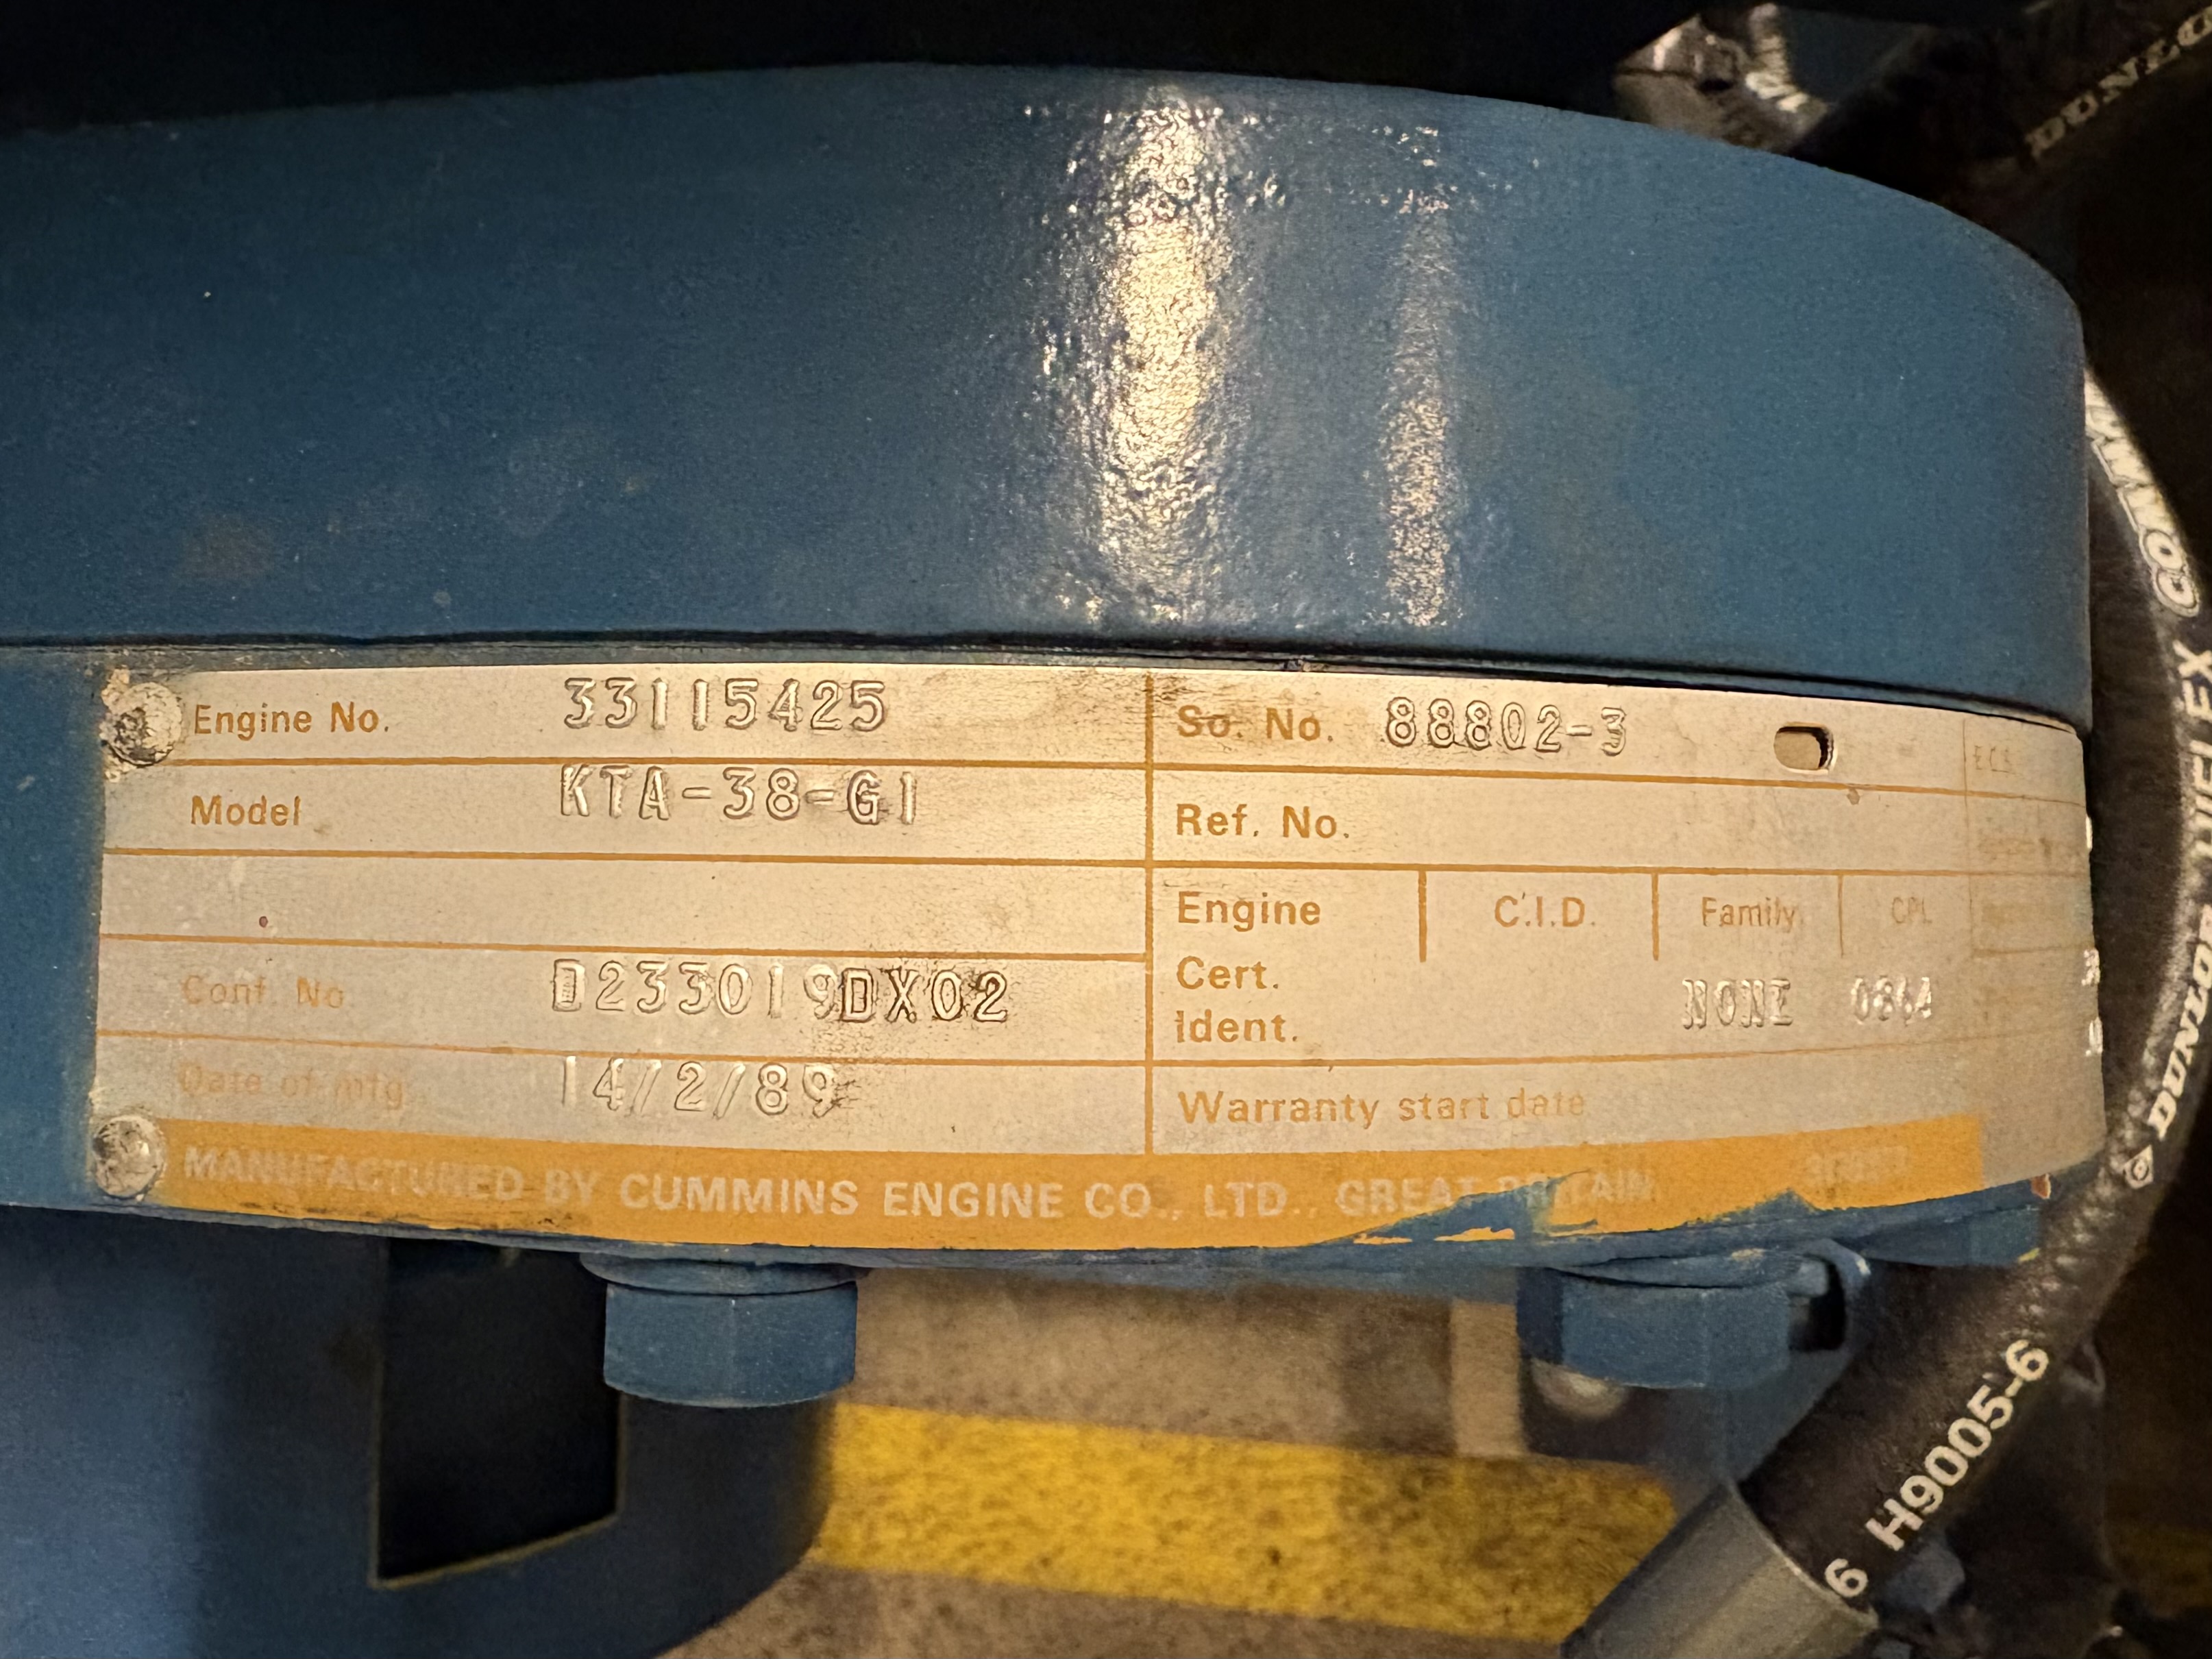 DUNLO
Engine No. 33115425
So. No. 88802-3
Model KTA-38-G1
Ref. No.
Engine C.I.D. Family CPL
Cert.
Ident. NONE
Conf. No D233019DX02
Date of mfg 14/2/89
Warranty start date
MANUFACTURED BY CUMMINS ENGINE CO., LTD., GREAT BRITAIN
DUNLOP
H9005-6
6